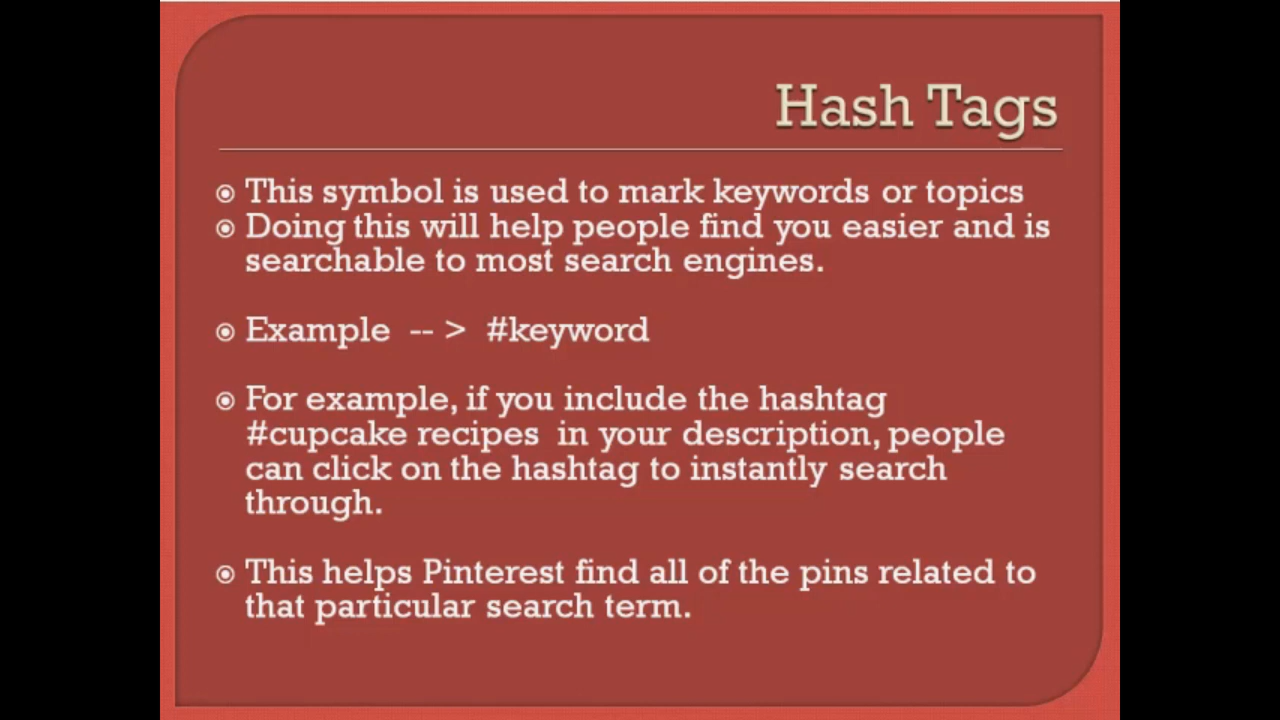 Hash Tags
This symbol is used to mark keywords or topics
Doing this will help people find you easier and is
searchable to most search engines.
Example -- > #keyword
For example, if you include the hashtag
#cupcake recipes in your description, people
can click on the hashtag to instantly search
through.
This helps Pinterest find all of the pins related to
that particular search term.